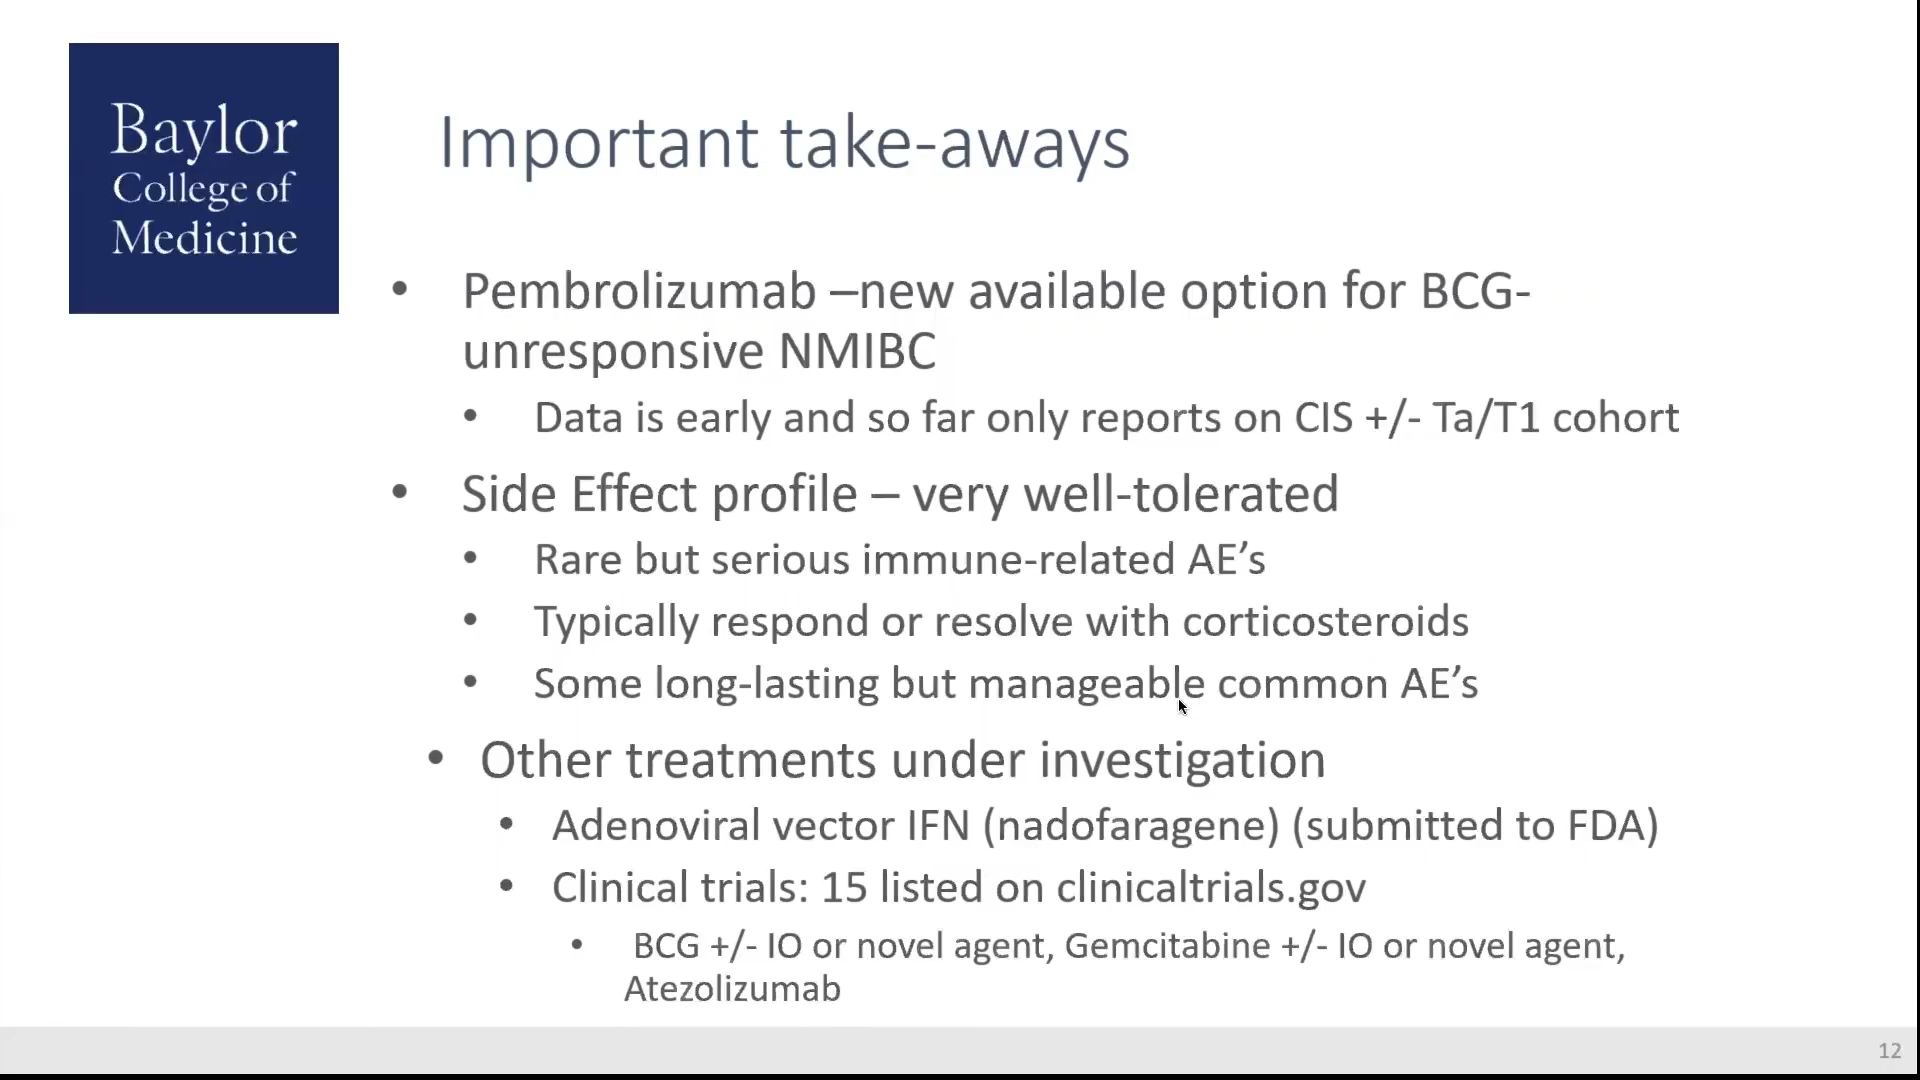 Baylor
College of
Medicine
Important take-aways
• Pembrolizumab –new available option for BCG-
unresponsive NMIBC
• Data is early and so far only reports on CIS +/- Ta/T1 cohort
• Side Effect profile – very well-tolerated
• Rare but serious immune-related AE’s
• Typically respond or resolve with corticosteroids
• Some long-lasting but manageable common AE’s
• Other treatments under investigation
• Adenoviral vector IFN (nadofaragene) (submitted to FDA)
• Clinical trials: 15 listed on clinicaltrials.gov
• BCG +/- IO or novel agent, Gemcitabine +/- IO or novel agent,
Atezolizumab
12